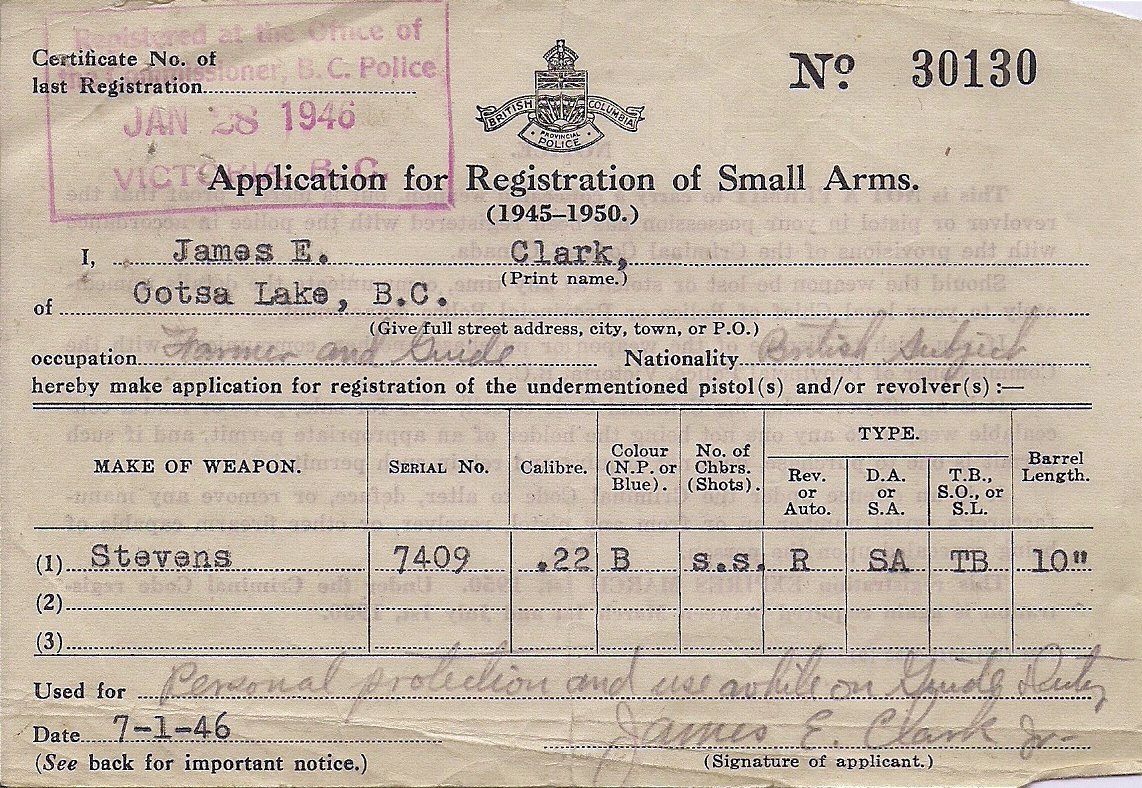 Registered at the Office of
the Commissioner, B.C. Police
JAN 28 1946
VICTORIA, B.C.
Certificate No. of
last Registration
BRITISH COLUMBIA
PROVINCIAL
POLICE
Nº 30130
Application for Registration of Small Arms.
(1945–1950.)
I, James E. Clark,
(Print name.)
of Ootsa Lake, B.C.
(Give full street address, city, town, or P.O.)
occupation Farmer and Guide Nationality British Subject
hereby make application for registration of the undermentioned pistol(s) and/or revolver(s):—
MAKE OF WEAPON. SERIAL No. Calibre. Colour (N.P. or Blue). No. of Chbrs. (Shots). TYPE. Rev. or Auto. D.A. or S.A. T.B., S.O., or S.L. Barrel Length.
(1) Stevens 7409 .22 B s.s. R SA TB 10"
(2)
(3)
Used for Personal protection and use while on Guide Duty
Date 7-1-46 James E. Clark Jr-
(See back for important notice.) (Signature of applicant.)